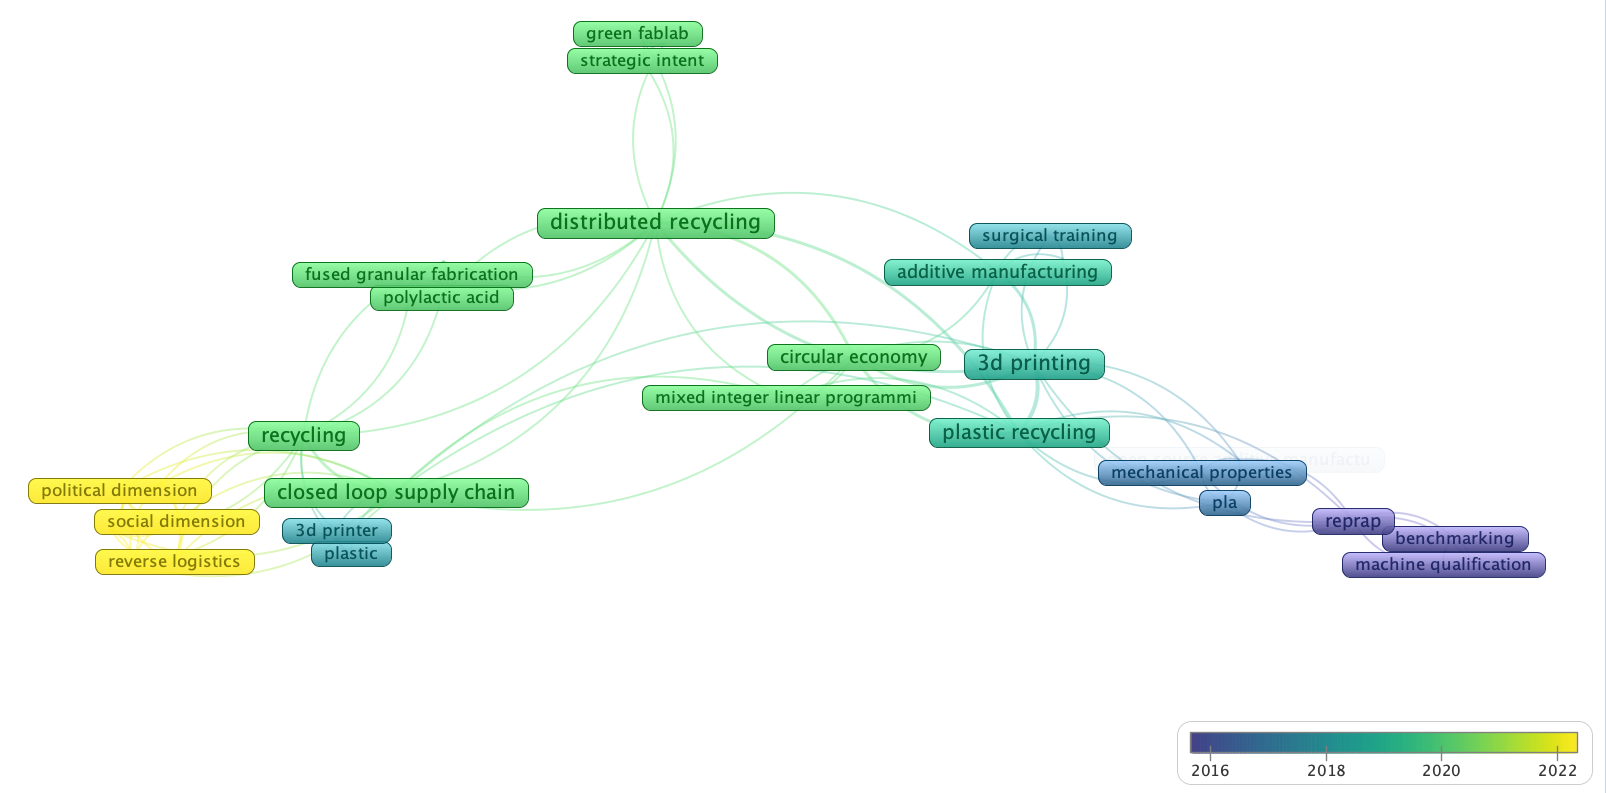 green fablab
strategic intent
distributed recycling
surgical training
additive manufacturing
fused granular fabrication
polylactic acid
circular economy
3d printing
mixed integer linear programmi
plastic recycling
recycling
mechanical properties
political dimension
closed loop supply chain
pla
social dimension
reprap
3d printer
benchmarking
plastic
reverse logistics
machine qualification
2016 2018 2020 2022